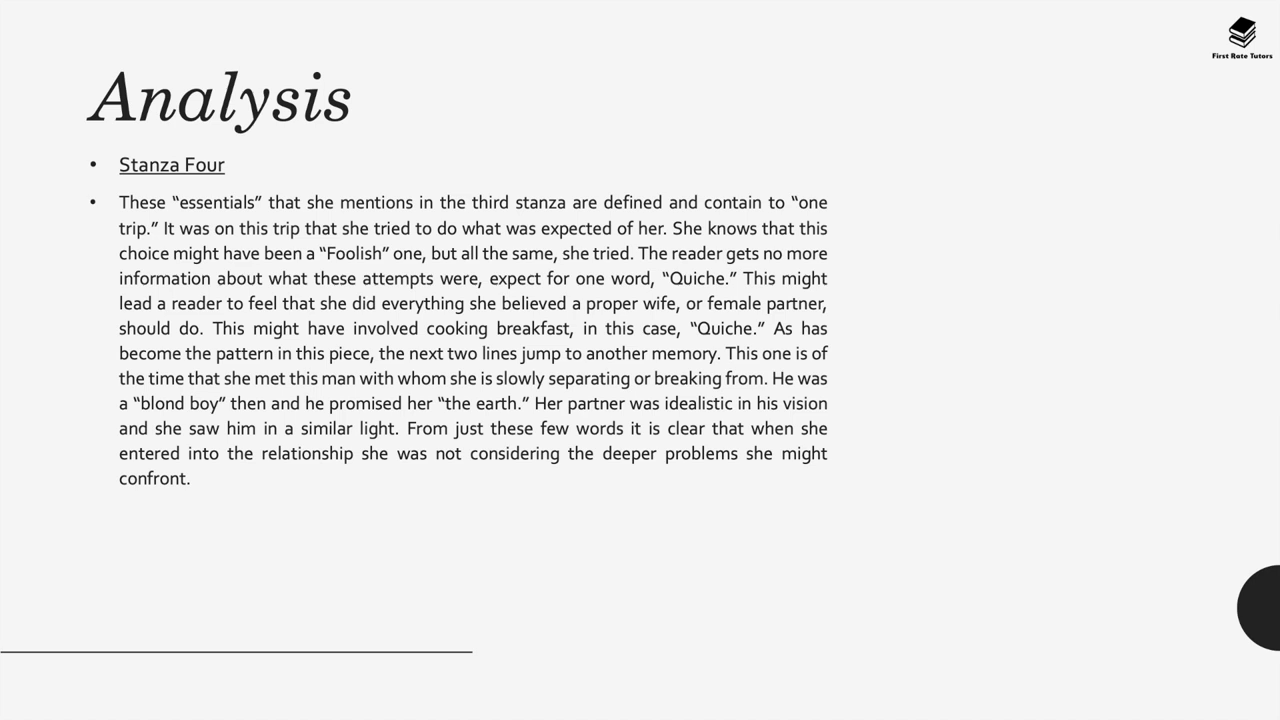 First Rate Tutors
Analysis
• Stanza Four
• These “essentials” that she mentions in the third stanza are defined and contain to “one
trip.” It was on this trip that she tried to do what was expected of her. She knows that this
choice might have been a “Foolish” one, but all the same, she tried. The reader gets no more
information about what these attempts were, expect for one word, “Quiche.” This might
lead a reader to feel that she did everything she believed a proper wife, or female partner,
should do. This might have involved cooking breakfast, in this case, “Quiche.” As has
become the pattern in this piece, the next two lines jump to another memory. This one is of
the time that she met this man with whom she is slowly separating or breaking from. He was
a “blond boy” then and he promised her “the earth.” Her partner was idealistic in his vision
and she saw him in a similar light. From just these few words it is clear that when she
entered into the relationship she was not considering the deeper problems she might
confront.